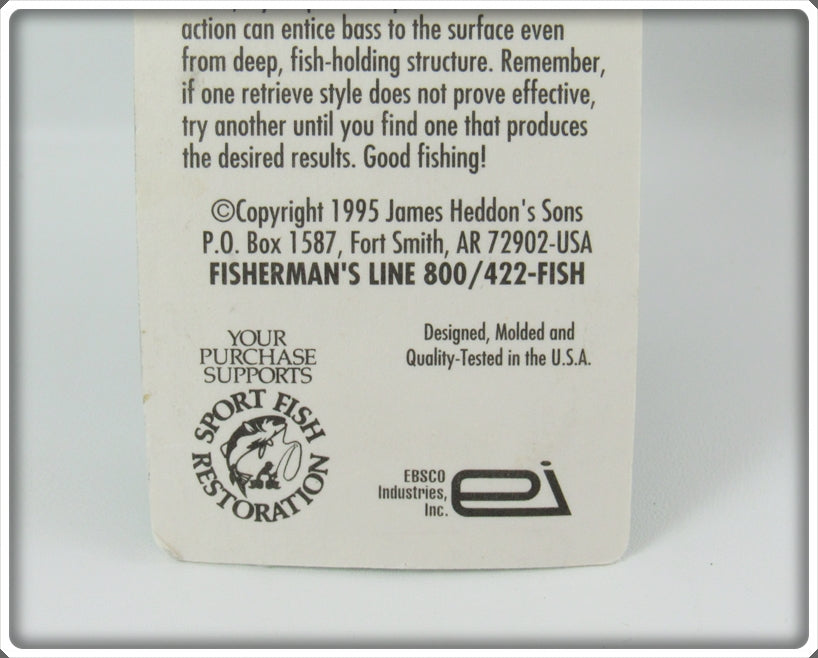 action can entice bass to the surface even
from deep, fish-holding structure. Remember,
if one retrieve style does not prove effective,
try another until you find one that produces
the desired results. Good fishing!
©Copyright 1995 James Heddon's Sons
P.O. Box 1587, Fort Smith, AR 72902-USA
FISHERMAN'S LINE 800/422-FISH
YOUR
PURCHASE
SUPPORTS
SPORT FISH
RESTORATION
Designed, Molded and
Quality-Tested in the U.S.A.
EBSCO
Industries,
Inc.
ei